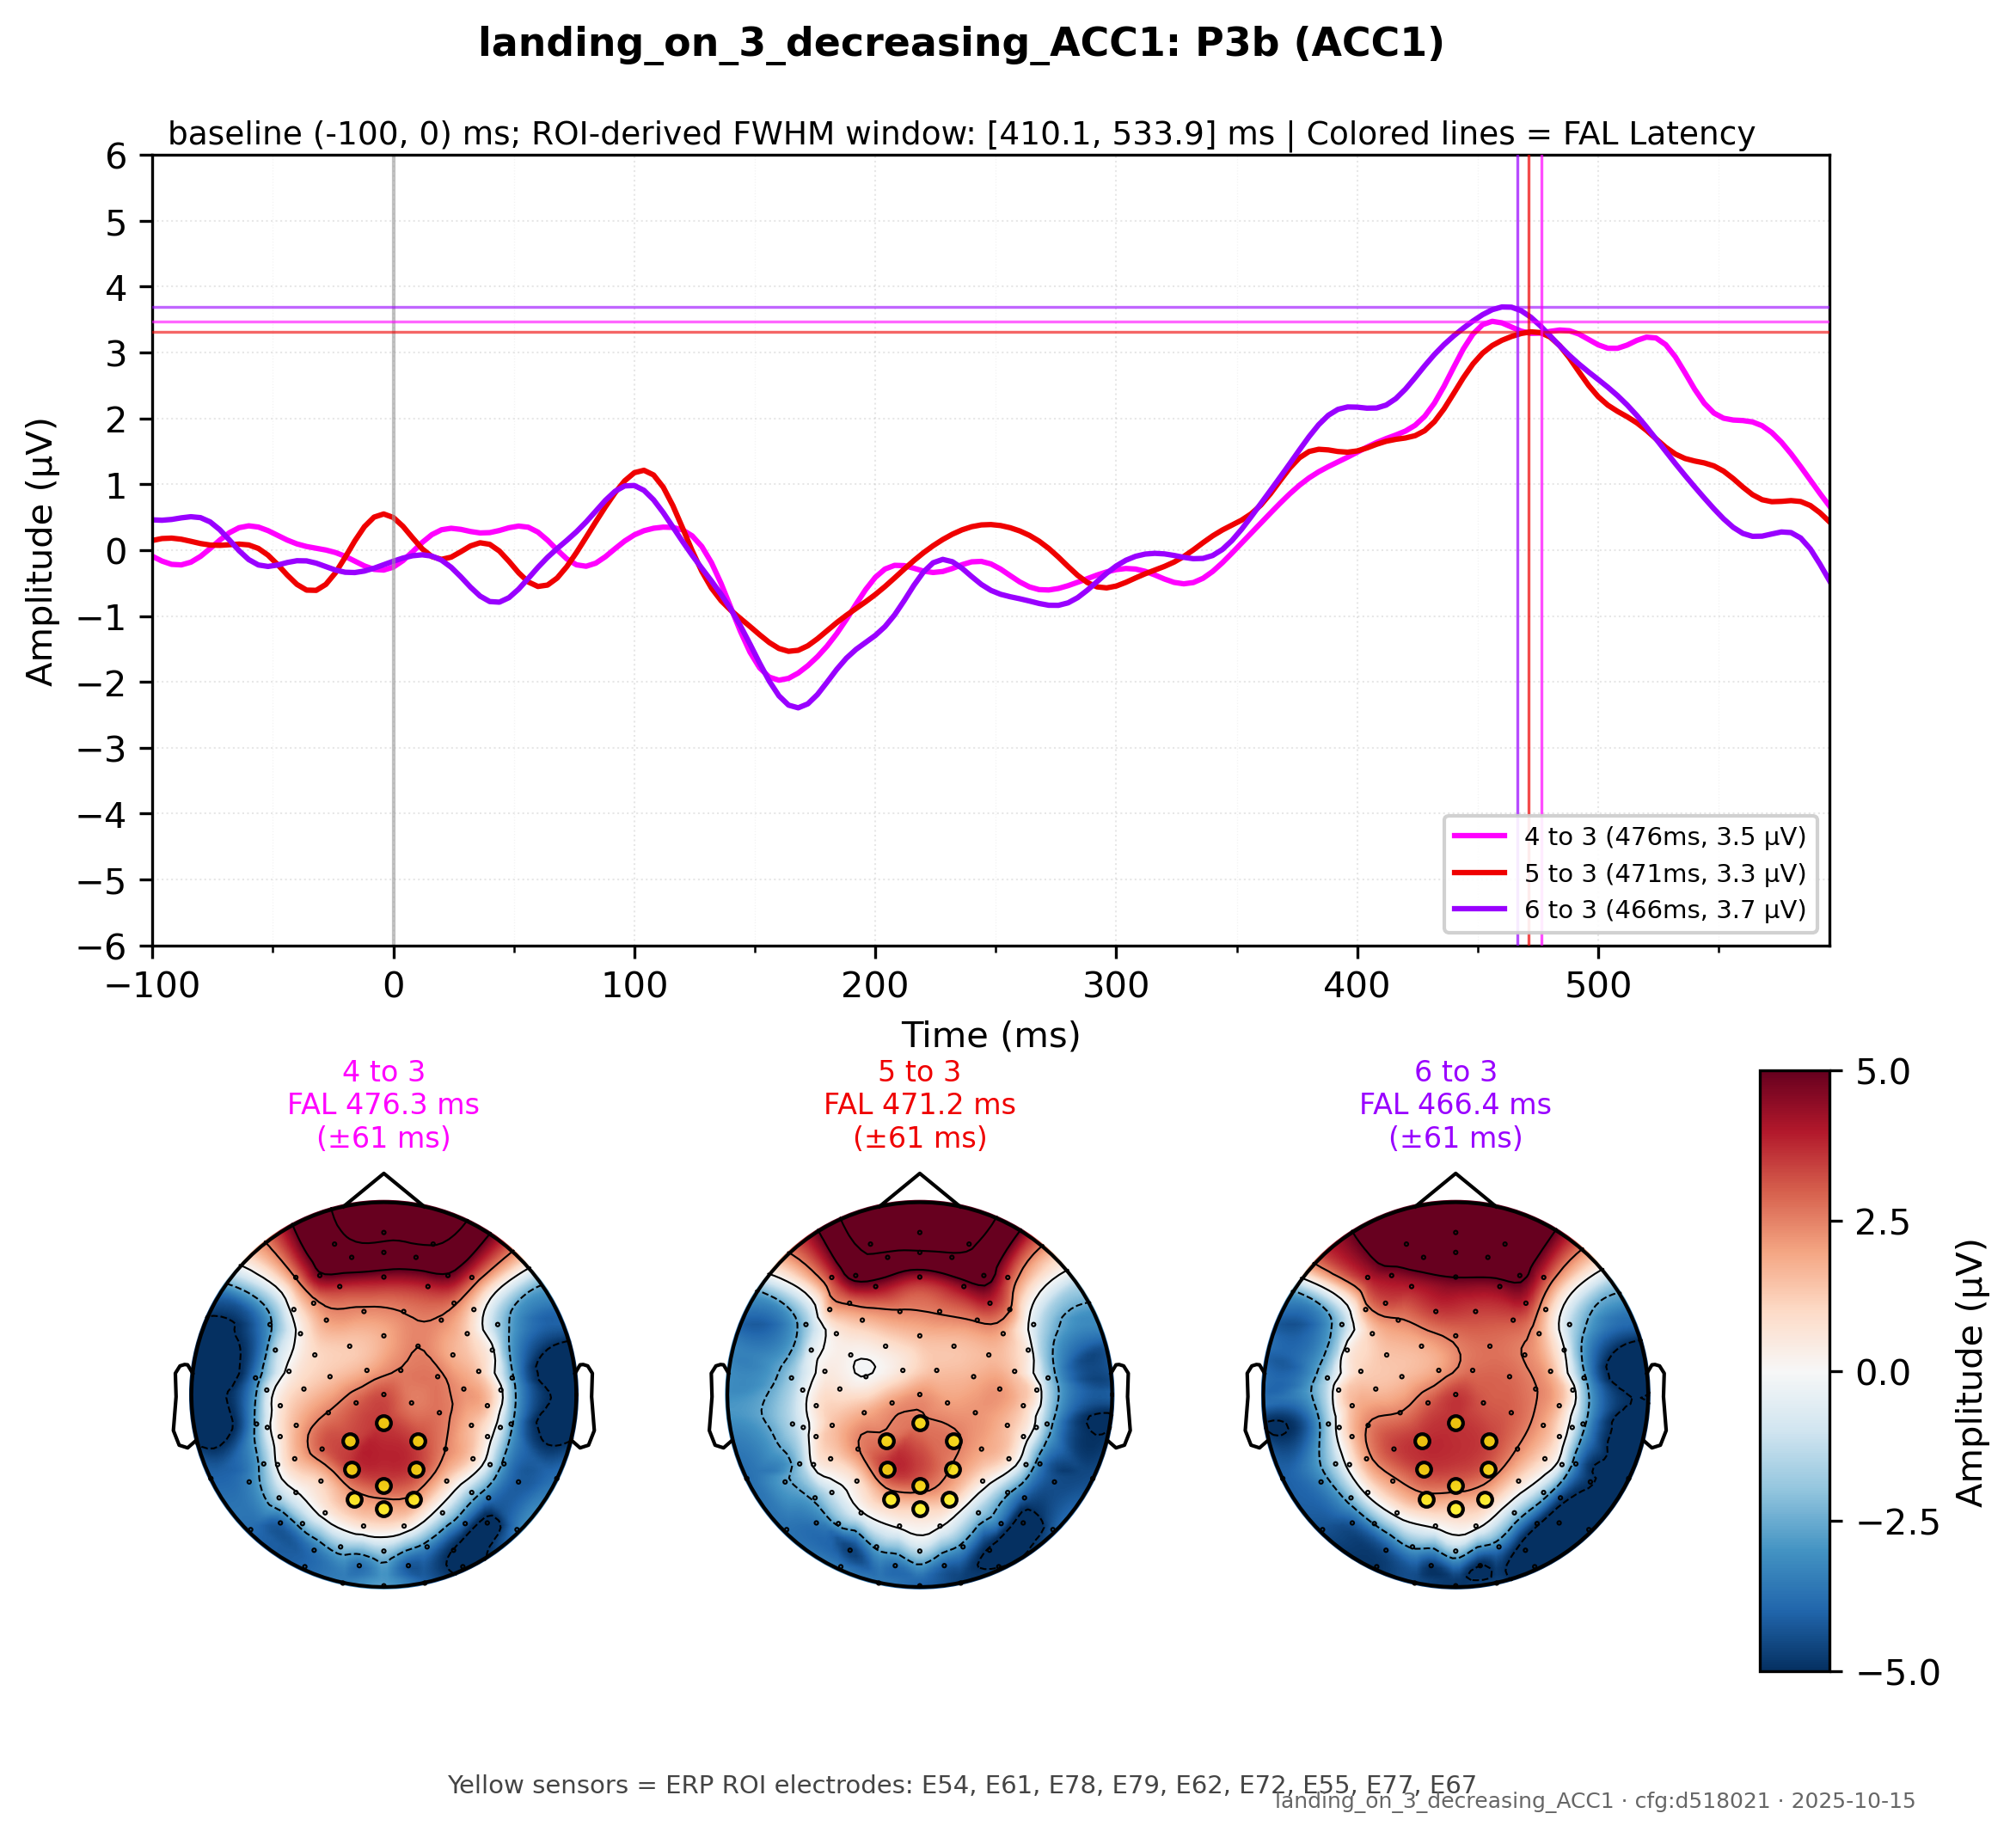 landing_on_3_decreasing_ACC1: P3b (ACC1)
baseline (-100, 0) ms; ROI-derived FWHM window: [410.1, 533.9] ms | Colored lines = FAL Latency
Amplitude (µV)
6
5
4
3
2
1
0
−1
−2
−3
−4
−5
−6
4 to 3 (476ms, 3.5 µV)
5 to 3 (471ms, 3.3 µV)
6 to 3 (466ms, 3.7 µV)
−100 0 100 200 300 400 500
Time (ms)
4 to 3
FAL 476.3 ms
(±61 ms)
5 to 3
FAL 471.2 ms
(±61 ms)
6 to 3
FAL 466.4 ms
(±61 ms)
5.0
2.5
0.0
−2.5
−5.0
Amplitude (µV)
Yellow sensors = ERP ROI electrodes: E54, E61, E78, E79, E62, E72, E55, E77, E67
landing_on_3_decreasing_ACC1 · cfg:d518021 · 2025-10-15